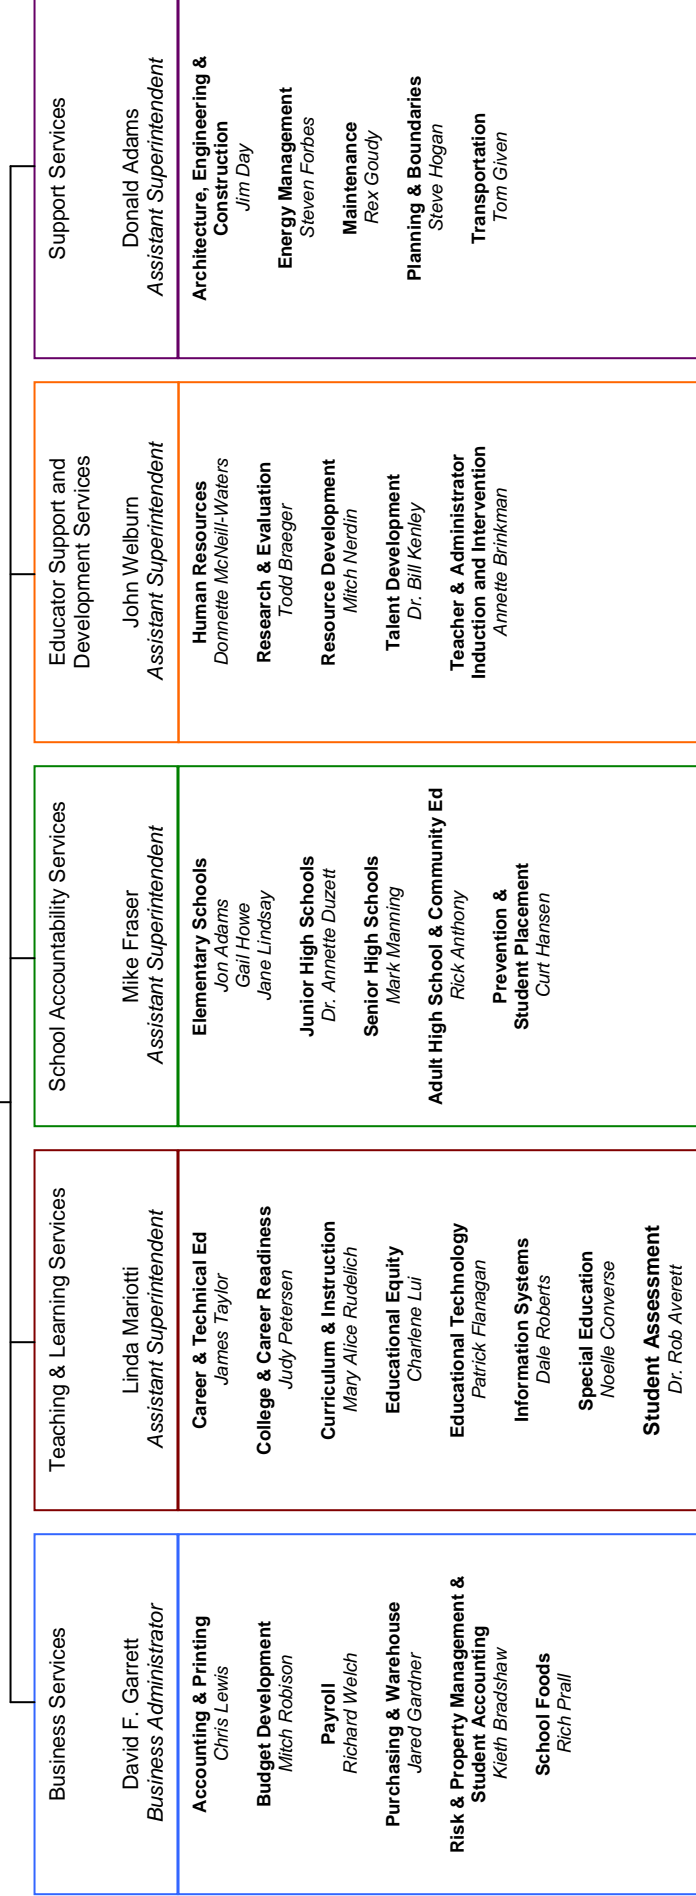 Business Services
David F. Garrett
Business Administrator
Accounting & Printing
Chris Lewis
Budget Development
Mitch Robison
Payroll
Richard Welch
Purchasing & Warehouse
Jared Gardner
Risk & Property Management &
Student Accounting
Kieth Bradshaw
School Foods
Rich Prall
Teaching & Learning Services
Linda Mariotti
Assistant Superintendent
Career & Technical Ed
James Taylor
College & Career Readiness
Judy Petersen
Curriculum & Instruction
Mary Alice Rudelich
Educational Equity
Charlene Lui
Educational Technology
Patrick Flanagan
Information Systems
Dale Roberts
Special Education
Noelle Converse
Student Assessment
Dr. Rob Averett
School Accountability Services
Mike Fraser
Assistant Superintendent
Elementary Schools
Jon Adams
Gail Howe
Jane Lindsay
Junior High Schools
Dr. Annette Duzett
Senior High Schools
Mark Manning
Adult High School & Community Ed
Rick Anthony
Prevention &
Student Placement
Curt Hansen
Educator Support and
Development Services
John Welburn
Assistant Superintendent
Human Resources
Donnette McNeill-Waters
Research & Evaluation
Todd Braeger
Resource Development
Mitch Nerdin
Talent Development
Dr. Bill Kenley
Teacher & Administrator
Induction and Intervention
Annette Brinkman
Support Services
Donald Adams
Assistant Superintendent
Architecture, Engineering &
Construction
Jim Day
Energy Management
Steven Forbes
Maintenance
Rex Goudy
Planning & Boundaries
Steve Hogan
Transportation
Tom Given